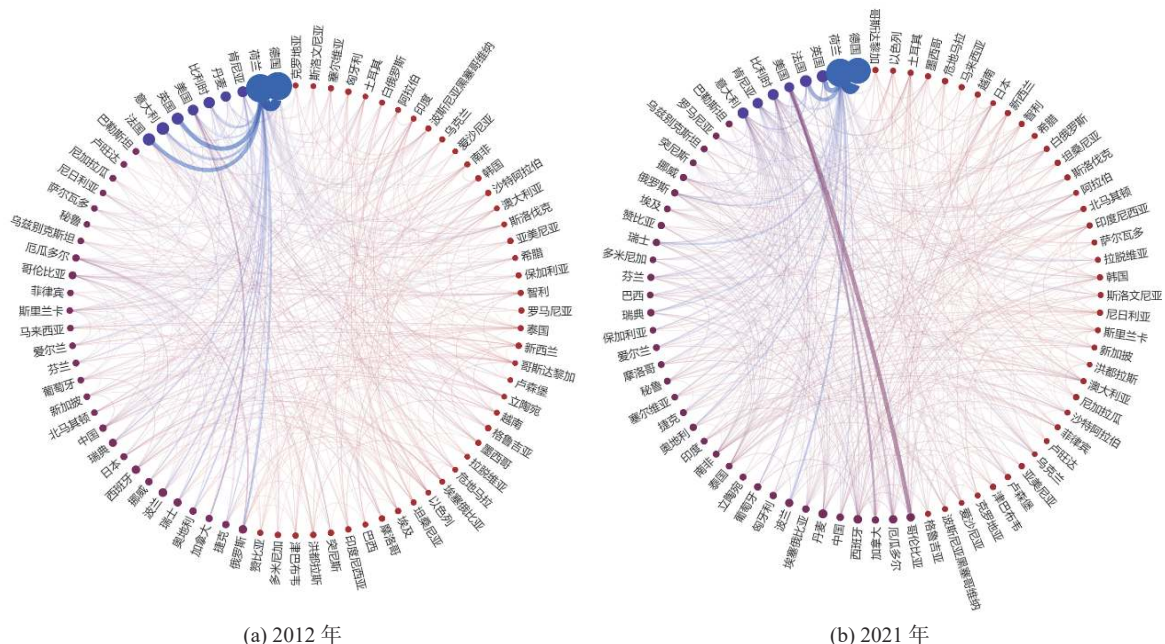 德国
克罗地亚
斯洛文尼亚
塞尔维亚
匈牙利
土耳其
白俄罗斯
阿拉伯
印度
波斯尼亚黑塞哥维纳
乌克兰
爱沙尼亚
南非
韩国
沙特阿拉伯
澳大利亚
斯洛伐克
亚美尼亚
希腊
保加利亚
智利
罗马尼亚
泰国
新西兰
哥斯达黎加
卢森堡
立陶宛
越南
格鲁吉亚
墨西哥
拉脱维亚
危地马拉
埃塞俄比亚
以色列
坦桑尼亚
埃及
摩洛哥
巴西
印度尼西亚
突尼斯
洪都拉斯
津巴布韦
多米尼加
赞比亚
俄罗斯
捷克
加拿大
奥地利
瑞士
波兰
挪威
西班牙
日本
瑞典
中国
北马其顿
新加坡
葡萄牙
芬兰
爱尔兰
马来西亚
斯里兰卡
菲律宾
哥伦比亚
厄瓜多尔
乌兹别克斯坦
秘鲁
萨尔瓦多
尼日利亚
尼加拉瓜
卢旺达
巴勒斯坦
法国
意大利
英国
美国
比利时
丹麦
肯尼亚
荷兰
(a) 2012 年
德国
哥斯达黎加
以色列
土耳其
墨西哥
危地马拉
马来西亚
越南
日本
新西兰
智利
希腊
白俄罗斯
坦桑尼亚
斯洛伐克
阿拉伯
北马其顿
印度尼西亚
萨尔瓦多
拉脱维亚
韩国
斯洛文尼亚
尼日利亚
斯里兰卡
新加坡
洪都拉斯
澳大利亚
尼加拉瓜
沙特阿拉伯
菲律宾
卢旺达
乌克兰
亚美尼亚
卢森堡
津巴布韦
克罗地亚
爱沙尼亚
波斯尼亚黑塞哥维纳
格鲁吉亚
哥伦比亚
厄瓜多尔
加拿大
西班牙
中国
丹麦
埃塞俄比亚
波兰
匈牙利
葡萄牙
立陶宛
泰国
南非
印度
奥地利
捷克
塞尔维亚
秘鲁
摩洛哥
爱尔兰
保加利亚
瑞典
巴西
芬兰
多米尼加
瑞士
赞比亚
埃及
俄罗斯
挪威
突尼斯
乌兹别克斯坦
罗马尼亚
巴勒斯坦
意大利
肯尼亚
比利时
美国
法国
英国
荷兰
(b) 2021 年